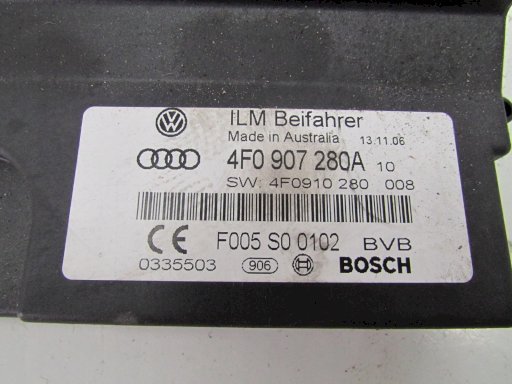 ILM Beifahrer
Made in Australia 13.11.06
4F0 907 280A 10
SW: 4F0910 280 008
CE F005 S0 0102 BVB
0335503 906 BOSCH